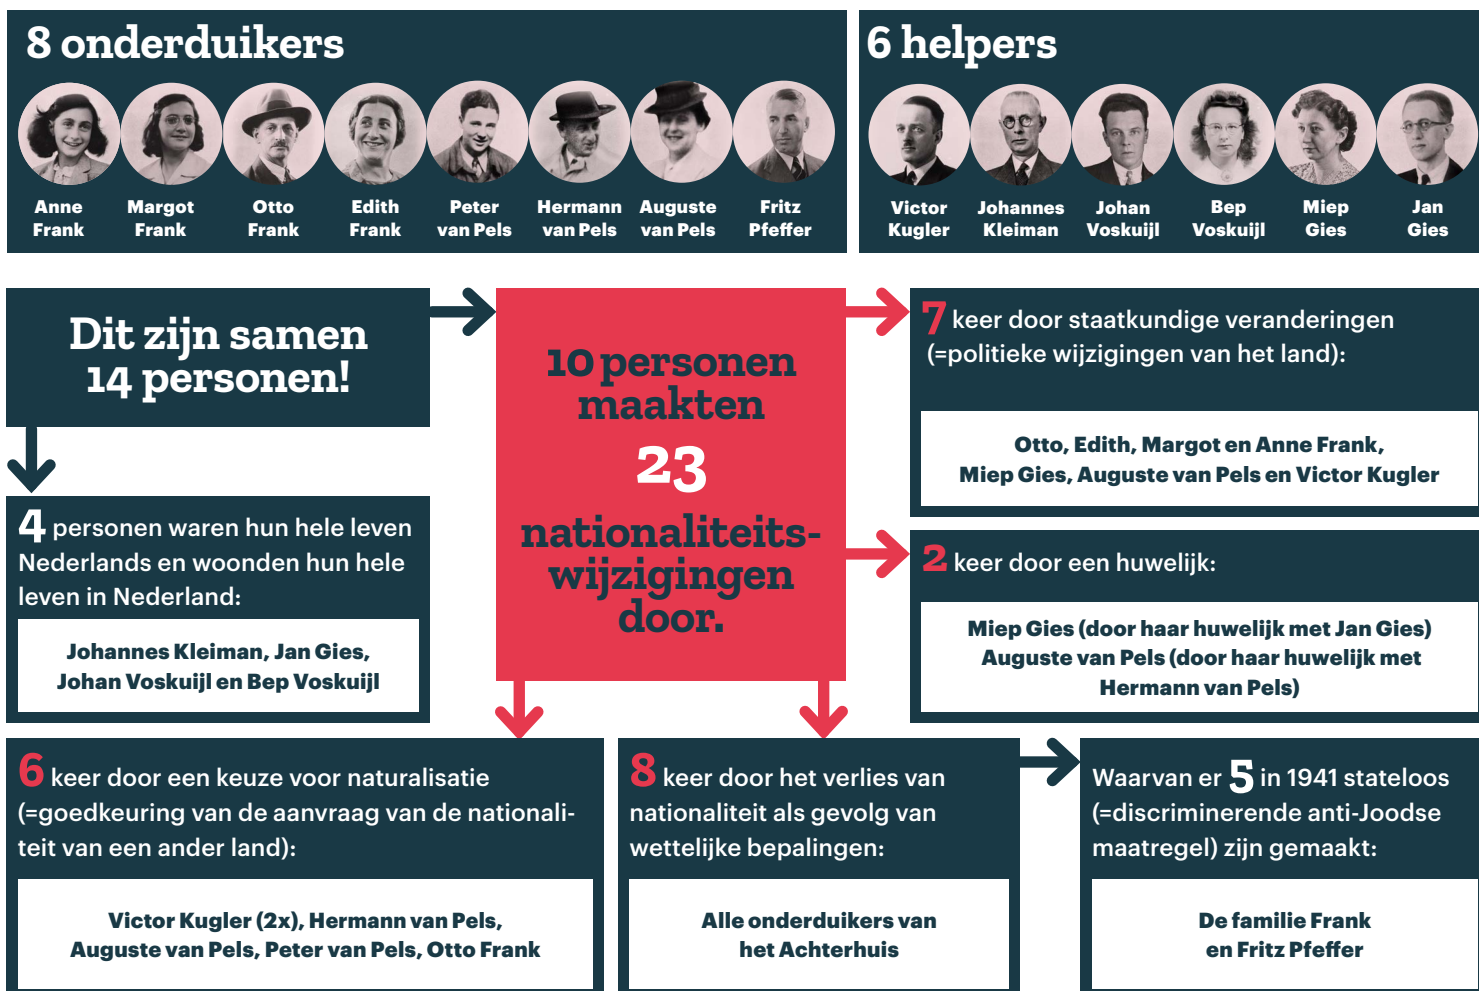 8 onderduikers
Anne
Frank
Margot
Frank
Otto
Frank
Edith
Frank
Peter
van Pels
Hermann
van Pels
Auguste
van Pels
Fritz
Pfeffer
6 helpers
Victor
Kugler
Johannes
Kleiman
Johan
Voskuijl
Bep
Voskuijl
Miep
Gies
Jan
Gies
Dit zijn samen
14 personen!
4 personen waren hun hele leven
Nederlands en woonden hun hele
leven in Nederland:
Johannes Kleiman, Jan Gies,
Johan Voskuijl en Bep Voskuijl
10 personen
maakten
23
nationaliteits-
wijzigingen
door.
7 keer door staatkundige veranderingen
(=politieke wijzigingen van het land):
Otto, Edith, Margot en Anne Frank,
Miep Gies, Auguste van Pels en Victor Kugler
2 keer door een huwelijk:
Miep Gies (door haar huwelijk met Jan Gies)
Auguste van Pels (door haar huwelijk met
Hermann van Pels)
6 keer door een keuze voor naturalisatie
(=goedkeuring van de aanvraag van de nationali-
teit van een ander land):
Victor Kugler (2x), Hermann van Pels,
Auguste van Pels, Peter van Pels, Otto Frank
8 keer door het verlies van
nationaliteit als gevolg van
wettelijke bepalingen:
Alle onderduikers van
het Achterhuis
Waarvan er 5 in 1941 stateloos
(=discriminerende anti-Joodse
maatregel) zijn gemaakt:
De familie Frank
en Fritz Pfeffer